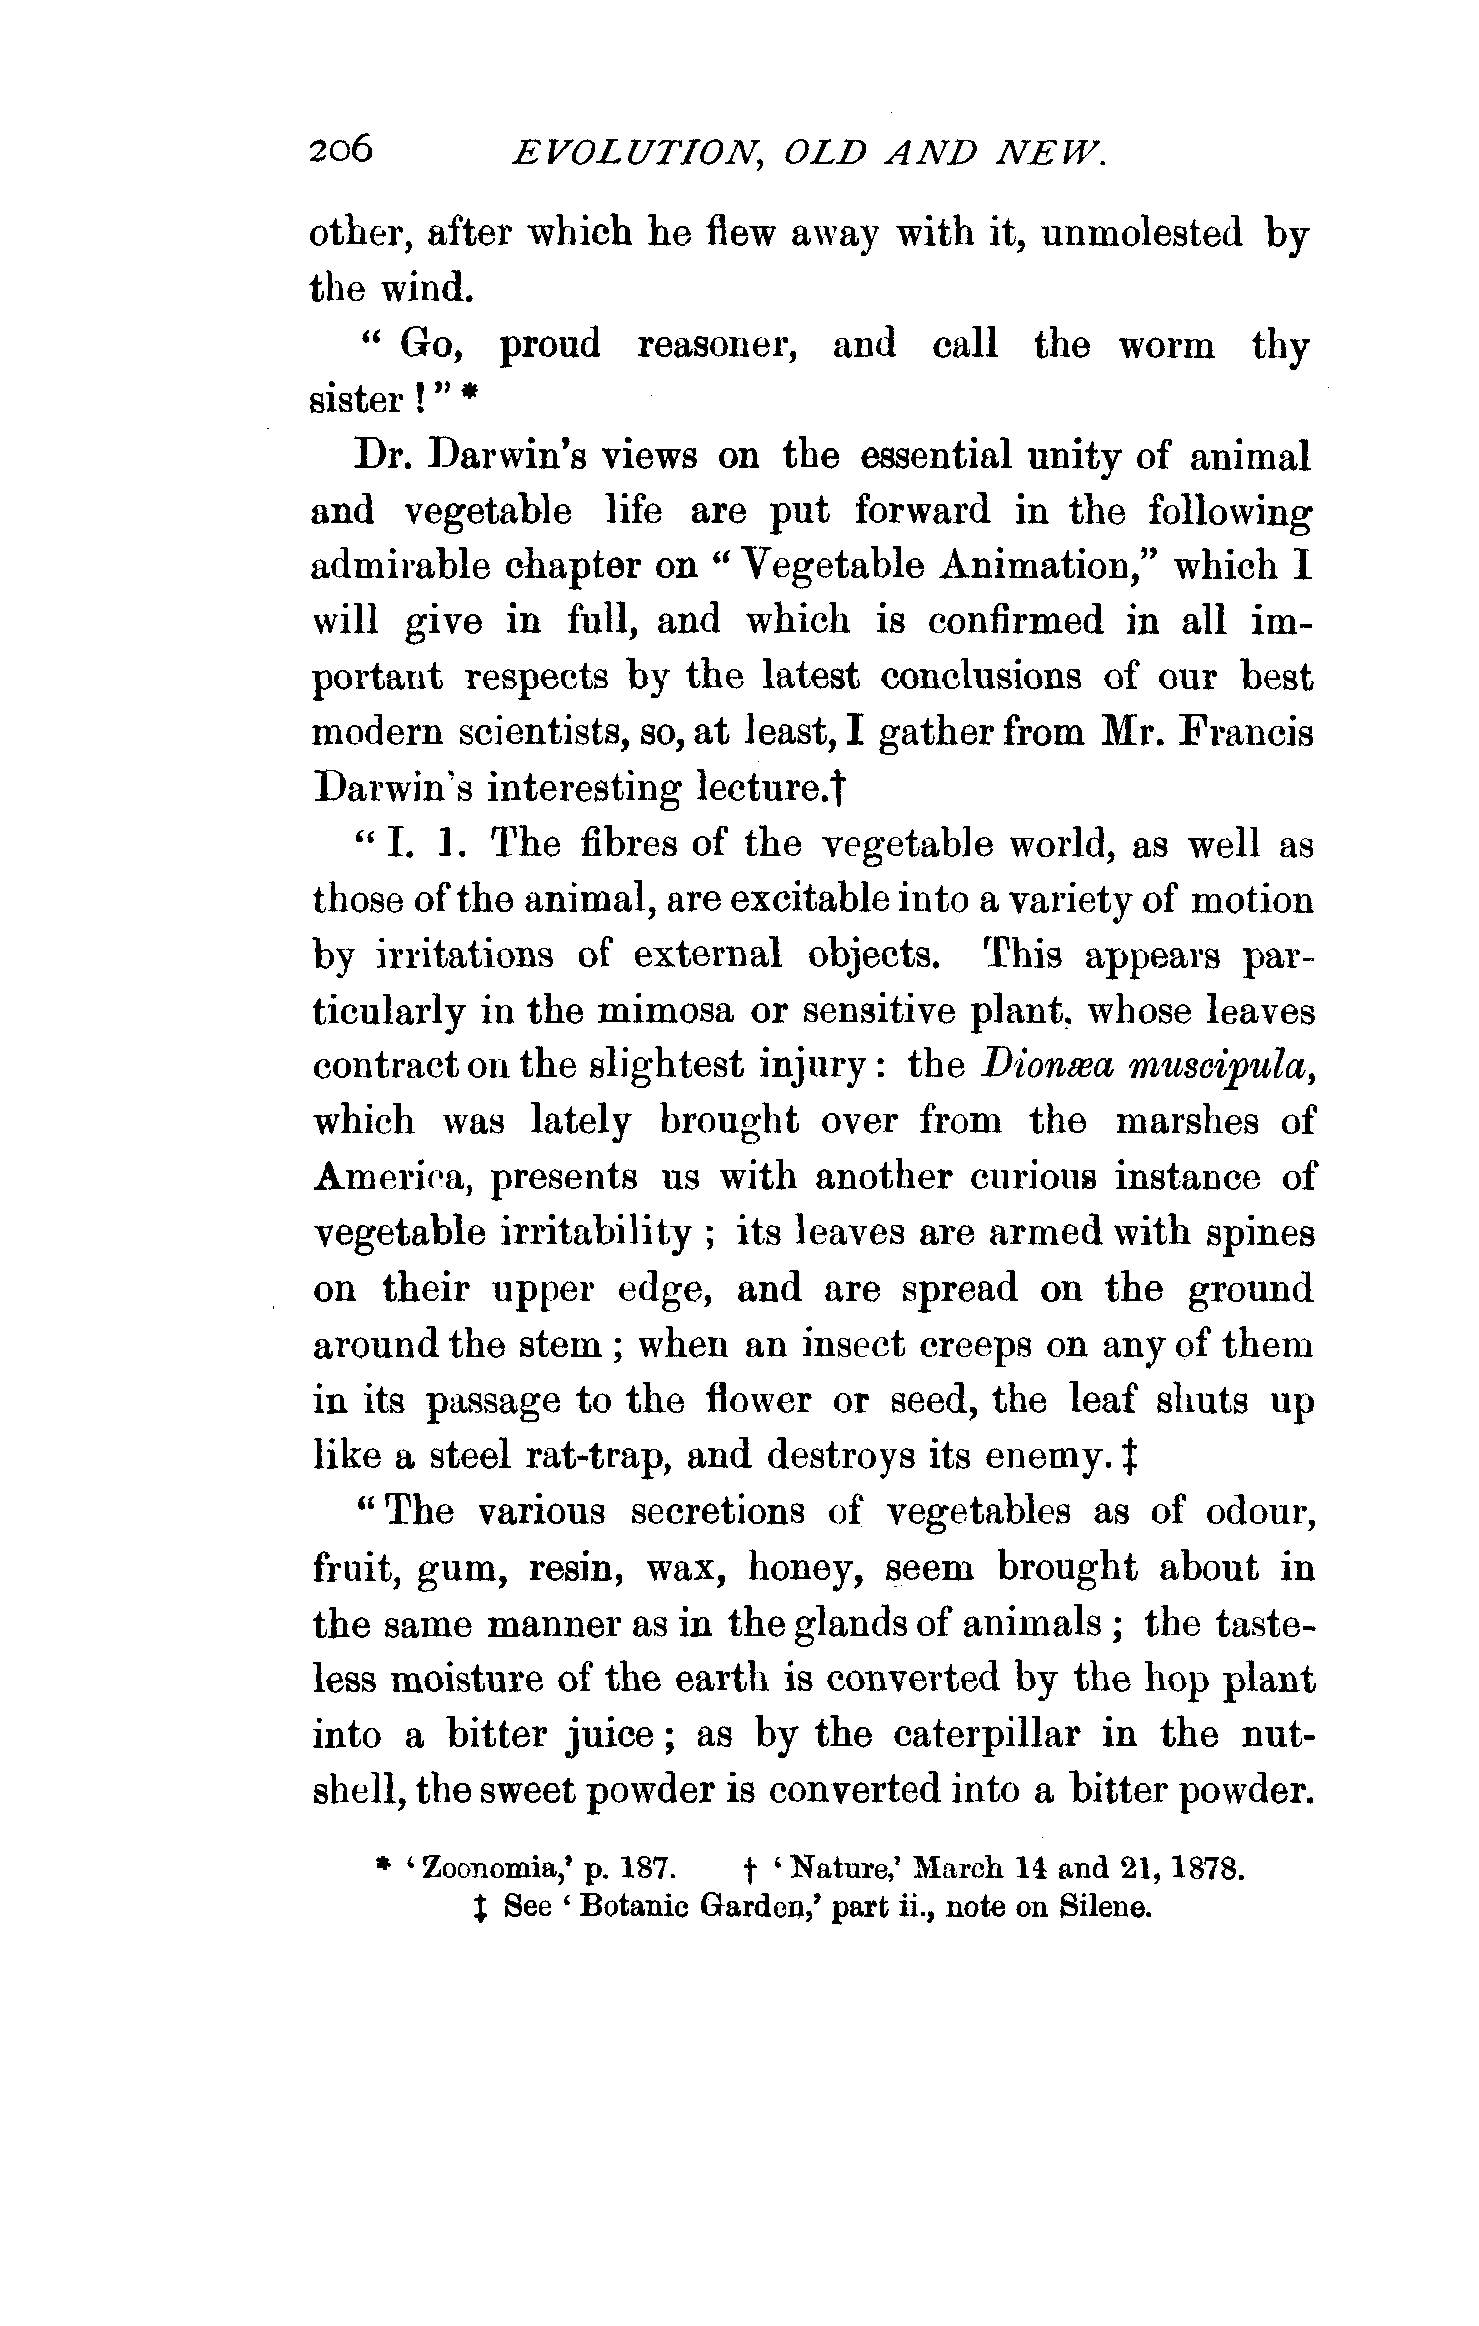 206 EVOLUTION, OLD AND NEW.
other, after which he flew away with it, unmolested by
the wind.
“ Go, proud reasoner, and call the worm thy
sister ! ” *
Dr. Darwin’s views on the essential unity of animal
and vegetable life are put forward in the following
admirable chapter on “ Vegetable Animation,” which I
will give in full, and which is confirmed in all im-
portant respects by the latest conclusions of our best
modern scientists, so, at least, I gather from Mr. Francis
Darwin’s interesting lecture.†
“ I. 1. The fibres of the vegetable world, as well as
those of the animal, are excitable into a variety of motion
by irritations of external objects. This appears par-
ticularly in the mimosa or sensitive plant, whose leaves
contract on the slightest injury : the Dionæa muscipula,
which was lately brought over from the marshes of
America, presents us with another curious instance of
vegetable irritability ; its leaves are armed with spines
on their upper edge, and are spread on the ground
around the stem ; when an insect creeps on any of them
in its passage to the flower or seed, the leaf shuts up
like a steel rat-trap, and destroys its enemy. ‡
“ The various secretions of vegetables as of odour,
fruit, gum, resin, wax, honey, seem brought about in
the same manner as in the glands of animals ; the taste-
less moisture of the earth is converted by the hop plant
into a bitter juice ; as by the caterpillar in the nut-
shell, the sweet powder is converted into a bitter powder.
* ‘ Zoonomia,’ p. 187. † ‘ Nature,’ March 14 and 21, 1878.
‡ See ‘ Botanic Garden,’ part ii., note on Silene.